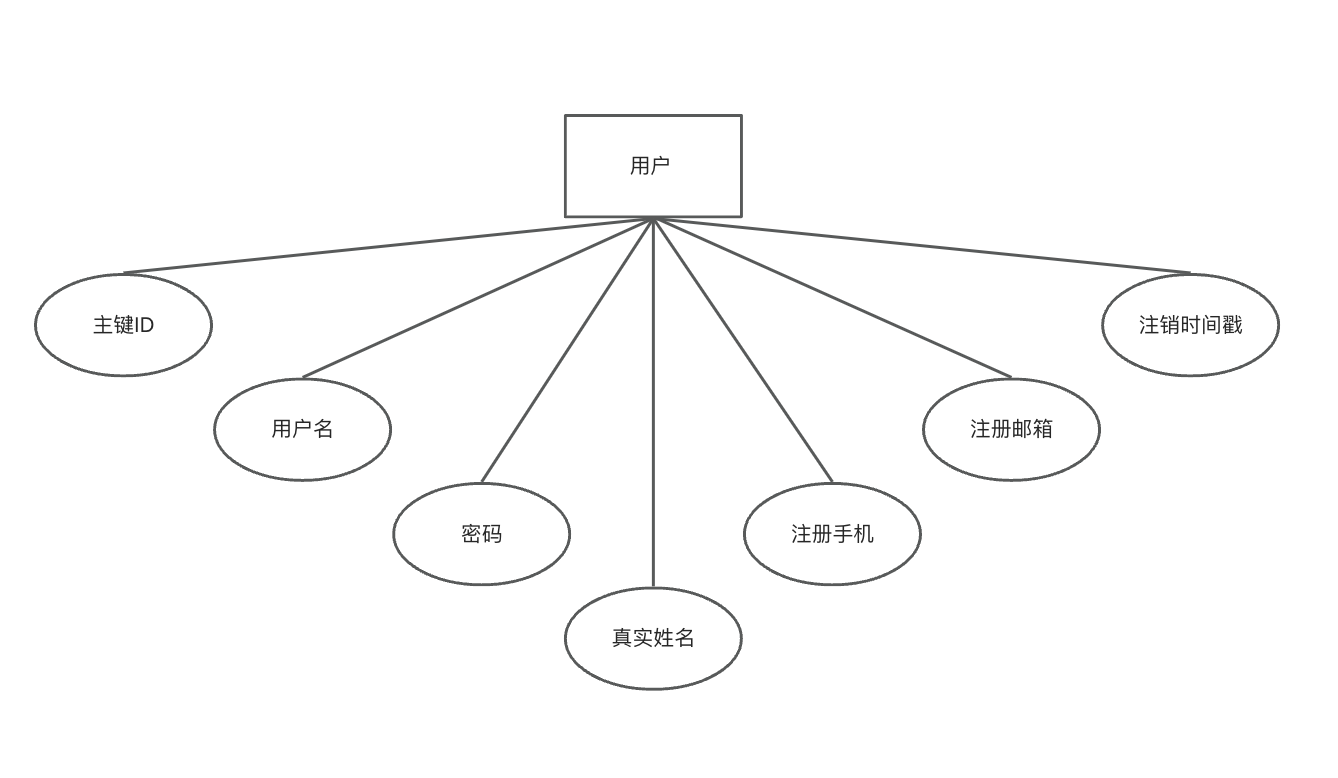 用户
主键ID
用户名
密码
真实姓名
注册手机
注册邮箱
注销时间戳